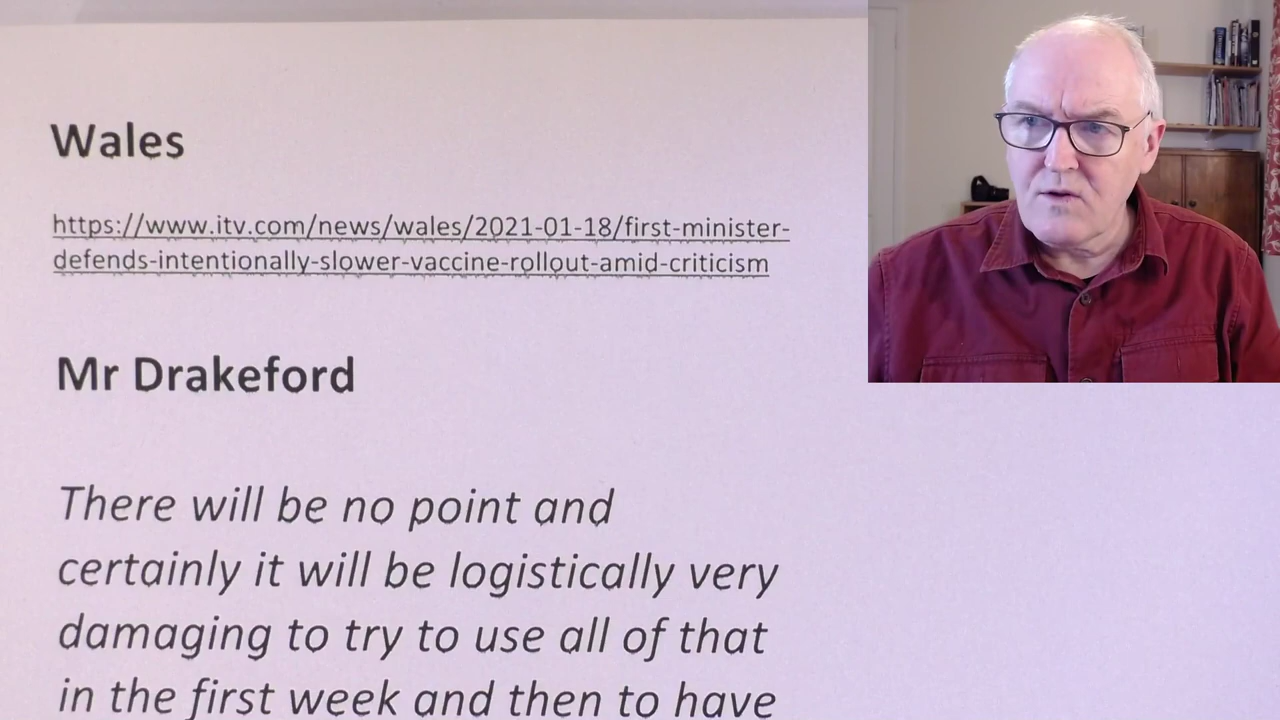 Wales
https://www.itv.com/news/wales/2021-01-18/first-minister-
defends-intentionally-slower-vaccine-rollout-amid-criticism
Mr Drakeford
There will be no point and
certainly it will be logistically very
damaging to try to use all of that
in the first week and then to have